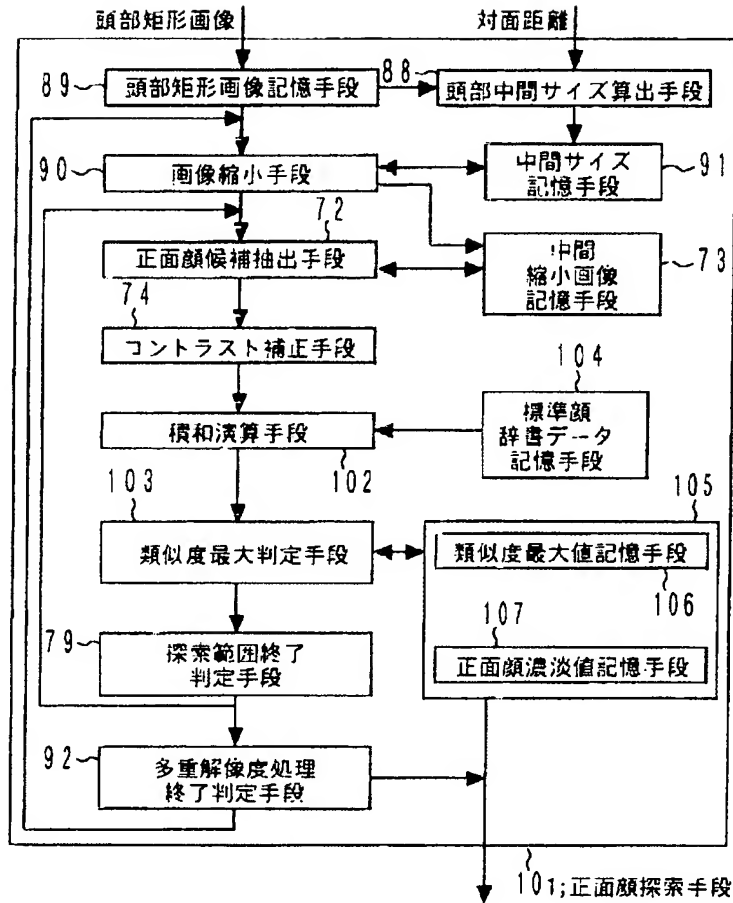 頭部矩形画像
対面距離
89
頭部矩形画像記憶手段
88
頭部中間サイズ算出手段
90
画像縮小手段
中間サイズ
記憶手段
91
72
正面顔候補抽出手段
中間
縮小画像
記憶手段
73
74
コントラスト補正手段
104
積和演算手段
102
標準顔
辞書データ
記憶手段
103
類似度最大判定手段
105
類似度最大値記憶手段
106
107
正面顔濃淡値記憶手段
79
探索範囲終了
判定手段
92
多重解像度処理
終了判定手段
101;正面顔探索手段